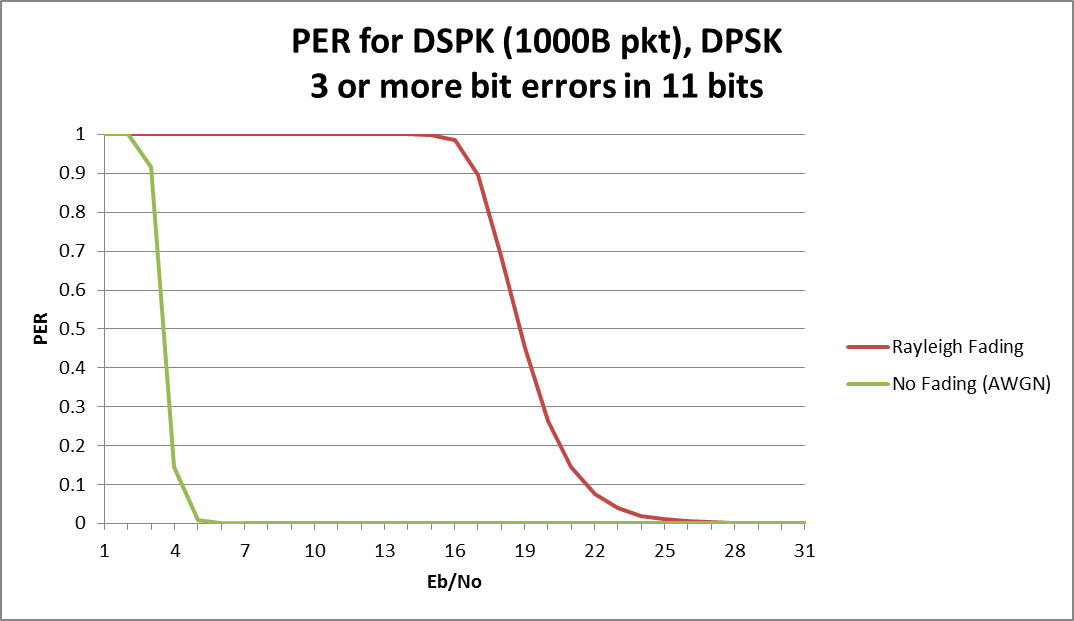 PER for DSPK (1000B pkt), DPSK
3 or more bit errors in 11 bits
1
0.9
0.8
0.7
0.6
0.5
0.4
0.3
0.2
0.1
0
PER
1 4 7 10 13 16 19 22 25 28 31
Eb/No
Rayleigh Fading
No Fading (AWGN)